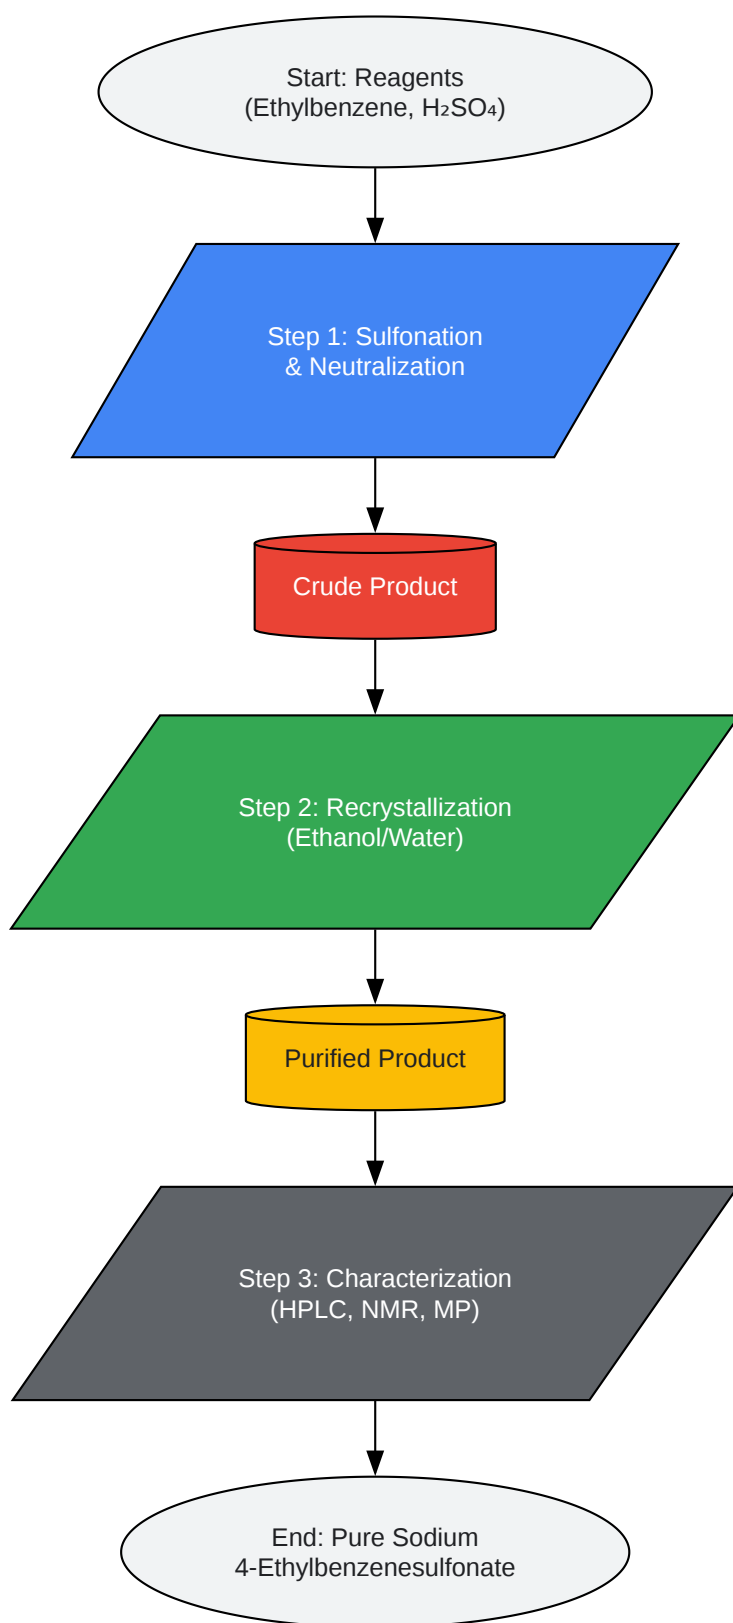 Start: Reagents
(Ethylbenzene, H₂SO₄)
Step 1: Sulfonation
& Neutralization
Crude Product
Step 2: Recrystallization
(Ethanol/Water)
Purified Product
Step 3: Characterization
(HPLC, NMR, MP)
End: Pure Sodium
4-Ethylbenzenesulfonate